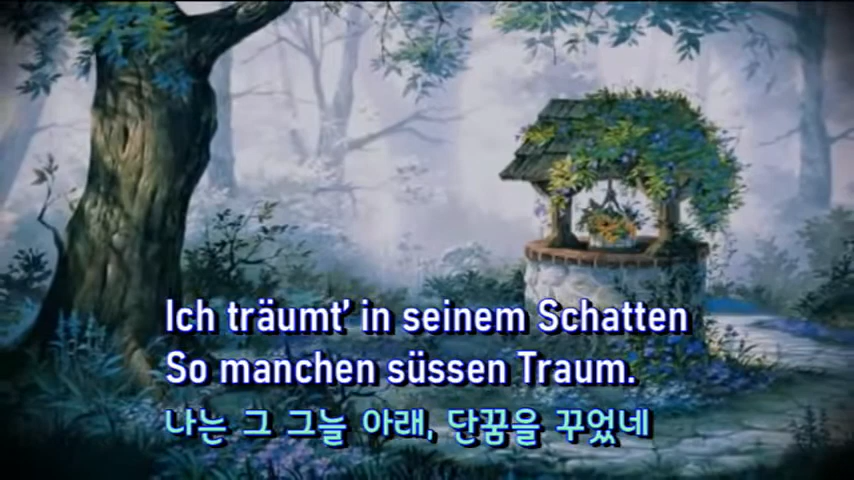 Ich träumt' in seinem Schatten
So manchen süssen Traum.
나는 그 그늘 아래, 단꿈을 꾸었네